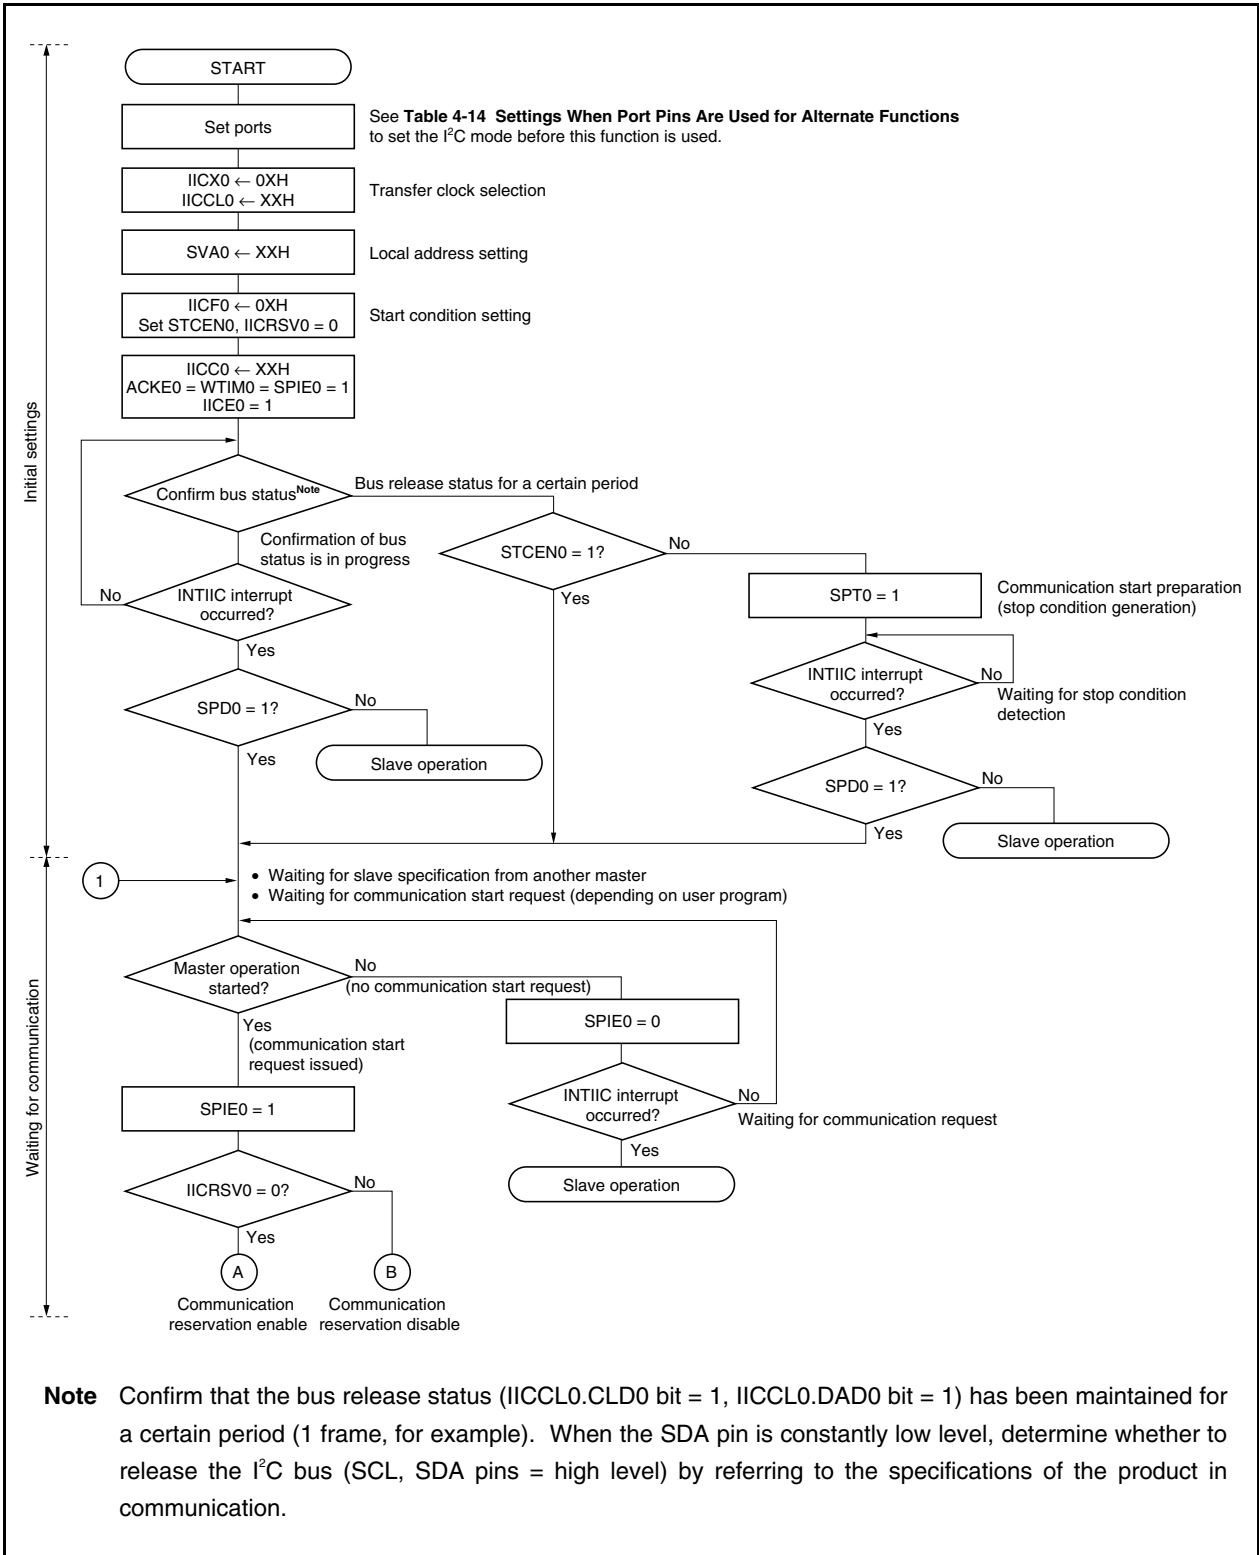 START
Set ports
See Table 4-14 Settings When Port Pins Are Used for Alternate Functions
to set the I²C mode before this function is used.
IICX0 ← 0XH
IICCL0 ← XXH
Transfer clock selection
SVA0 ← XXH
Local address setting
IICF0 ← 0XH
Set STCEN0, IICRSV0 = 0
Start condition setting
IICC0 ← XXH
ACKE0 = WTIM0 = SPIE0 = 1
IICE0 = 1
Initial settings
Confirm bus statusNote
Bus release status for a certain period
Confirmation of bus
status is in progress
STCEN0 = 1?
No
Yes
No
INTIIC interrupt
occurred?
Yes
SPT0 = 1
Communication start preparation
(stop condition generation)
INTIIC interrupt
occurred?
No
Waiting for stop condition
detection
Yes
SPD0 = 1?
No
Yes
Slave operation
SPD0 = 1?
No
Yes
Slave operation
1
• Waiting for slave specification from another master
• Waiting for communication start request (depending on user program)
Waiting for communication
Master operation
started?
No
(no communication start request)
Yes
(communication start
request issued)
SPIE0 = 0
INTIIC interrupt
occurred?
No
Waiting for communication request
Yes
Slave operation
SPIE0 = 1
IICRSV0 = 0?
No
Yes
A
B
Communication
reservation enable
Communication
reservation disable
Note Confirm that the bus release status (IICCL0.CLD0 bit = 1, IICCL0.DAD0 bit = 1) has been maintained for
a certain period (1 frame, for example). When the SDA pin is constantly low level, determine whether to
release the I²C bus (SCL, SDA pins = high level) by referring to the specifications of the product in
communication.